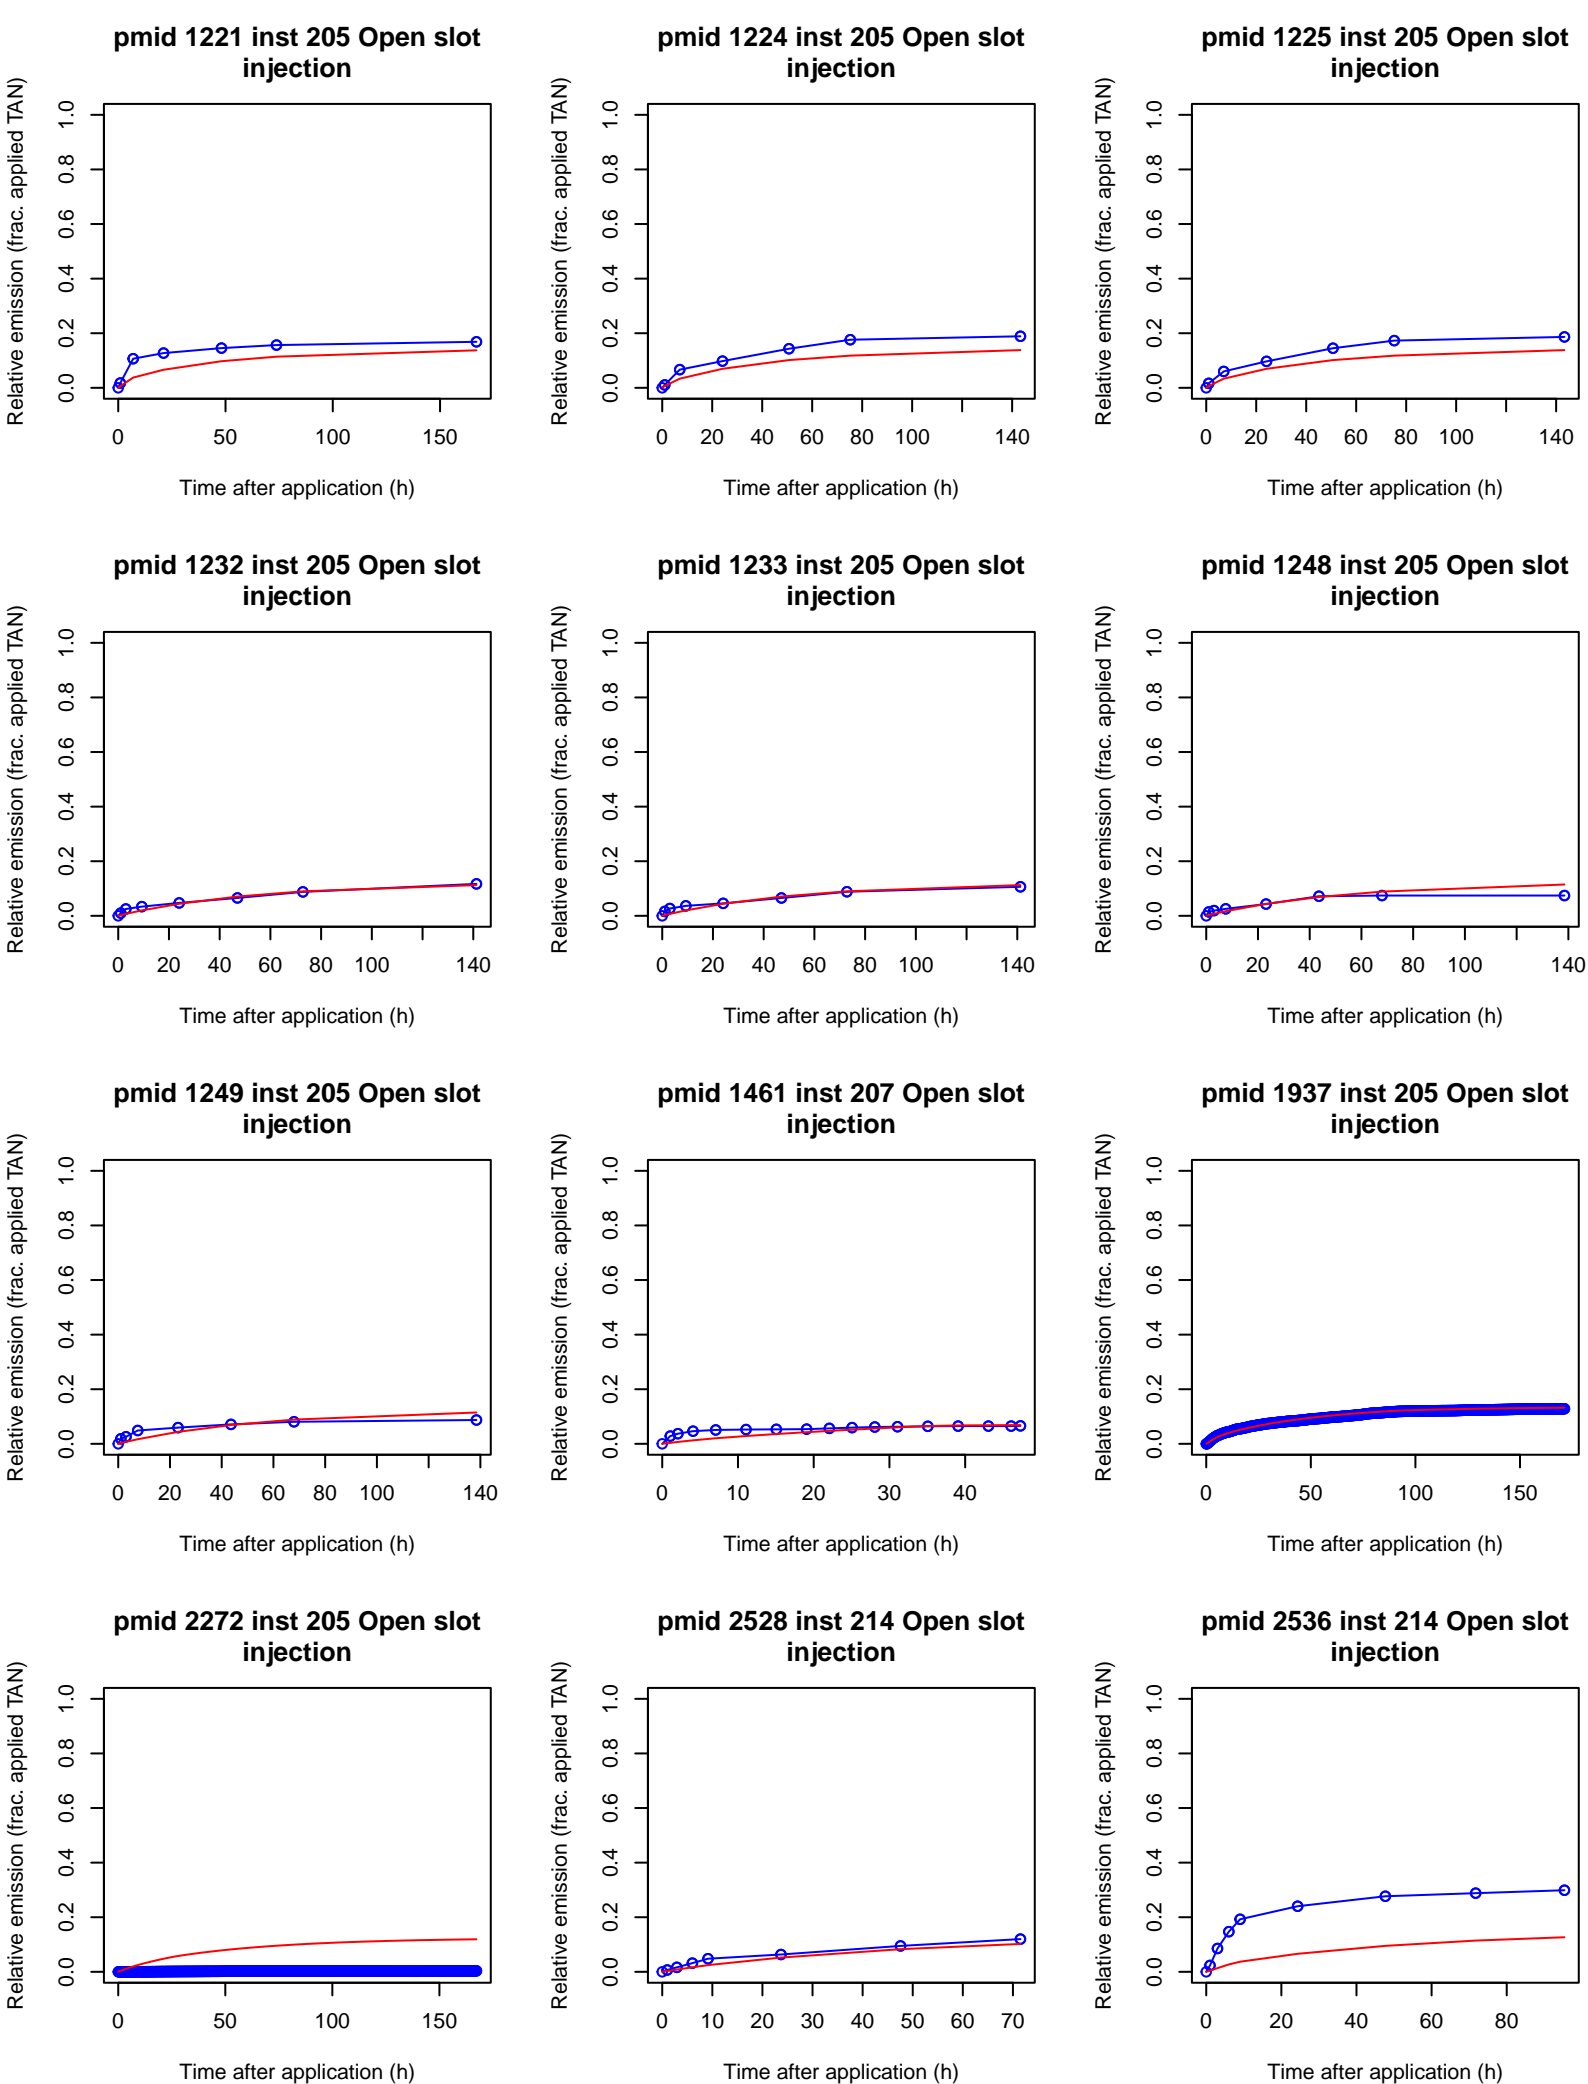 pmid 1221 inst 205 Open slot
injection
Relative emission (frac. applied TAN)
0.0 0.2 0.4 0.6 0.8 1.0
0 50 100 150
Time after application (h)
pmid 1224 inst 205 Open slot
injection
Relative emission (frac. applied TAN)
0.0 0.2 0.4 0.6 0.8 1.0
0 20 40 60 80 100 140
Time after application (h)
pmid 1225 inst 205 Open slot
injection
Relative emission (frac. applied TAN)
0.0 0.2 0.4 0.6 0.8 1.0
0 20 40 60 80 100 140
Time after application (h)
pmid 1232 inst 205 Open slot
injection
Relative emission (frac. applied TAN)
0.0 0.2 0.4 0.6 0.8 1.0
0 20 40 60 80 100 140
Time after application (h)
pmid 1233 inst 205 Open slot
injection
Relative emission (frac. applied TAN)
0.0 0.2 0.4 0.6 0.8 1.0
0 20 40 60 80 100 140
Time after application (h)
pmid 1248 inst 205 Open slot
injection
Relative emission (frac. applied TAN)
0.0 0.2 0.4 0.6 0.8 1.0
0 20 40 60 80 100 140
Time after application (h)
pmid 1249 inst 205 Open slot
injection
Relative emission (frac. applied TAN)
0.0 0.2 0.4 0.6 0.8 1.0
0 20 40 60 80 100 140
Time after application (h)
pmid 1461 inst 207 Open slot
injection
Relative emission (frac. applied TAN)
0.0 0.2 0.4 0.6 0.8 1.0
0 10 20 30 40
Time after application (h)
pmid 1937 inst 205 Open slot
injection
Relative emission (frac. applied TAN)
0.0 0.2 0.4 0.6 0.8 1.0
0 50 100 150
Time after application (h)
pmid 2272 inst 205 Open slot
injection
Relative emission (frac. applied TAN)
0.0 0.2 0.4 0.6 0.8 1.0
0 50 100 150
Time after application (h)
pmid 2528 inst 214 Open slot
injection
Relative emission (frac. applied TAN)
0.0 0.2 0.4 0.6 0.8 1.0
0 10 20 30 40 50 60 70
Time after application (h)
pmid 2536 inst 214 Open slot
injection
Relative emission (frac. applied TAN)
0.0 0.2 0.4 0.6 0.8 1.0
0 20 40 60 80
Time after application (h)